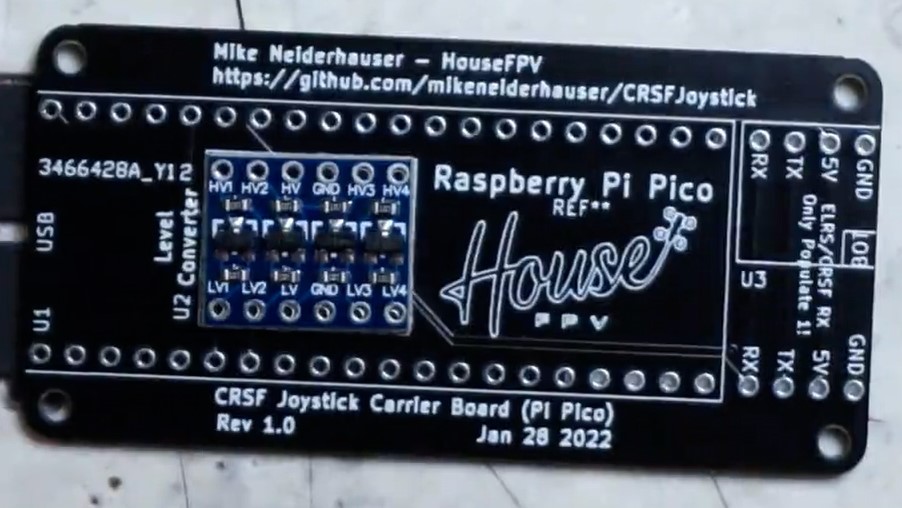 Mike Neiderhauser - HouseFPV
https://github.com/mikeneiderhauser/CRSFJoystick
3466428A_Y12
USB
U1
Level
Converter
U2
HV1 HV2 HV GND HV3 HV4
LV1 LV2 LV GND LV3 LV4
Raspberry Pi Pico
REF**
House
FPV
RX TX 5V GND
ELRS/CRSF RX
Only Populate 1!
U3
RX TX 5V GND
CRSF Joystick Carrier Board (Pi Pico)
Rev 1.0
Jan 28 2022